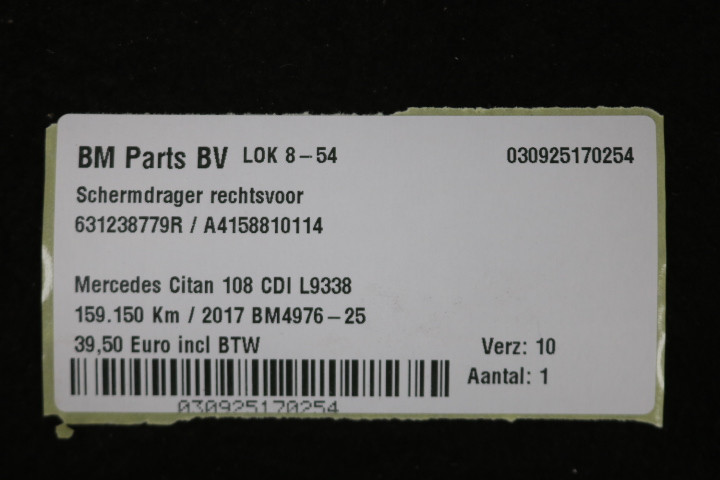 BM Parts BV LOK 8-54 030925170254
Schermdrager rechtsvoor
631238779R / A4158810114
Mercedes Citan 108 CDI L9338
159.150 Km / 2017 BM4976-25
39,50 Euro incl BTW Verz: 10
Aantal: 1
030925170254